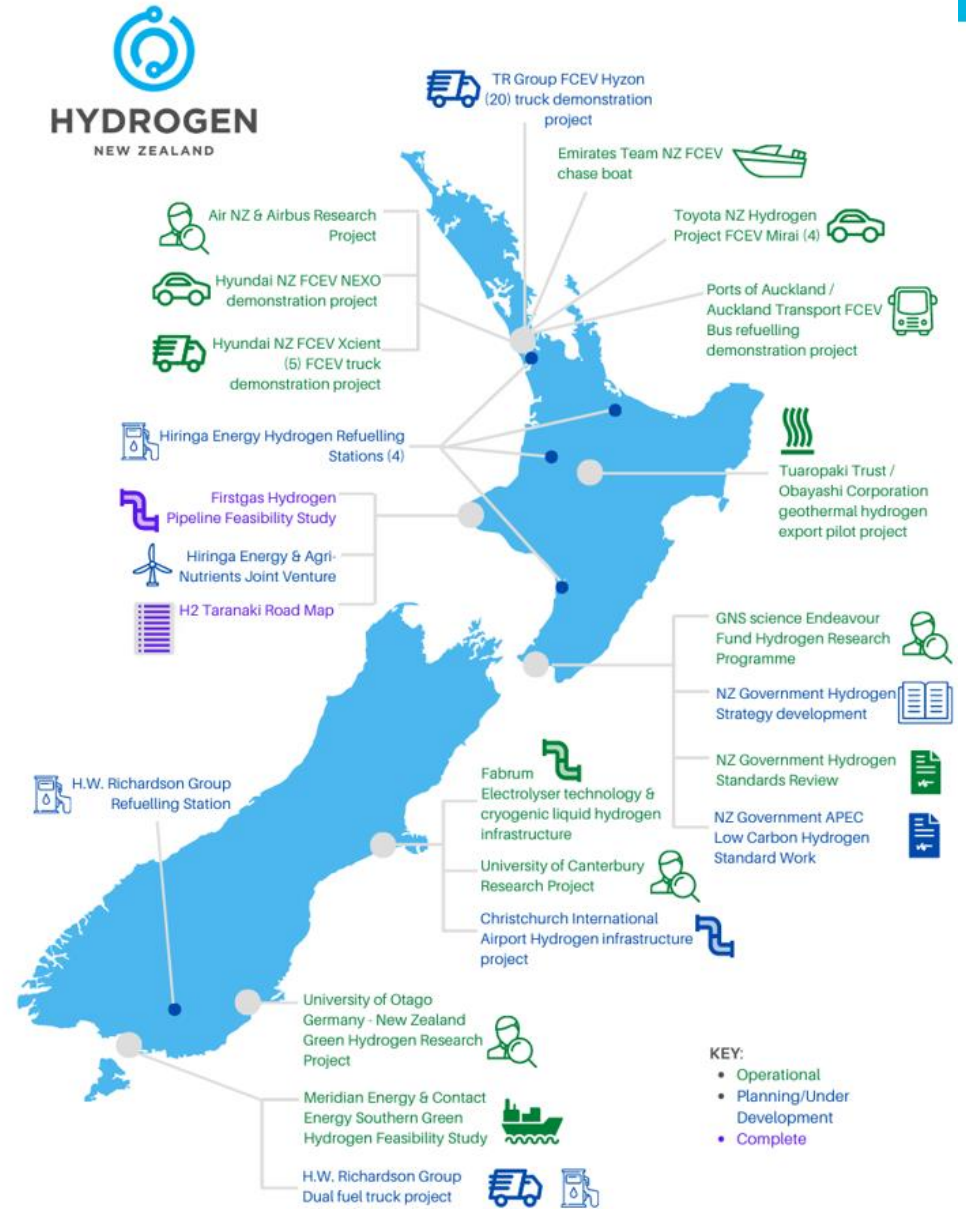 HYDROGEN
NEW ZEALAND
TR Group FCEV Hyzon
(20) truck demonstration
project
Emirates Team NZ FCEV
chase boat
Air NZ & Airbus Research
Project
Toyota NZ Hydrogen
Project FCEV Mirai (4)
Hyundai NZ FCEV NEXO
demonstration project
Ports of Auckland /
Auckland Transport FCEV
Bus refuelling
demonstration project
Hyundai NZ FCEV Xcient
(5) FCEV truck
demonstration project
Hiringa Energy Hydrogen Refuelling
Stations (4)
Tuaropaki Trust /
Obayashi Corporation
geothermal hydrogen
export pilot project
Firstgas Hydrogen
Pipeline Feasibility Study
Hiringa Energy & Agri-
Nutrients Joint Venture
H2 Taranaki Road Map
GNS science Endeavour
Fund Hydrogen Research
Programme
NZ Government Hydrogen
Strategy development
NZ Government Hydrogen
Standards Review
NZ Government APEC
Low Carbon Hydrogen
Standard Work
H.W. Richardson Group
Refuelling Station
Fabrum
Electrolyser technology &
cryogenic liquid hydrogen
infrastructure
University of Canterbury
Research Project
Christchurch International
Airport Hydrogen infrastructure
project
University of Otago
Germany - New Zealand
Green Hydrogen Research
Project
Meridian Energy & Contact
Energy Southern Green
Hydrogen Feasibility Study
H.W. Richardson Group
Dual fuel truck project
KEY:
• Operational
• Planning/Under
Development
• Complete